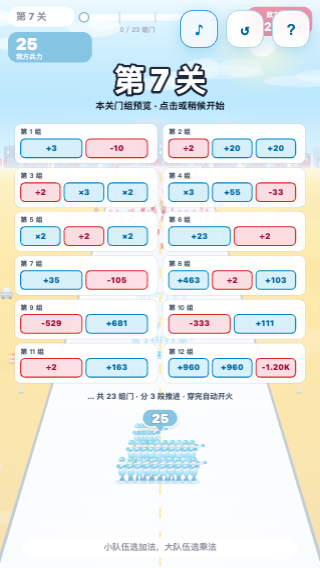 第 7 关
0 / 23 组门
♪ ↺ ?
25
我方兵力
第 7 关
本关门组预览 · 点击或稍候开始
第 1 组
+3 -10
第 2 组
÷2 +20 +20
第 3 组
÷2 ×3 ×2
第 4 组
×3 +55 -33
第 5 组
×2 ÷2 ×2
第 6 组
+23 ÷2
第 7 组
+35 -105
第 8 组
+463 ÷2 +103
第 9 组
-529 +681
第 10 组
-333 +111
第 11 组
÷2 +163
第 12 组
+960 +960 -1.20K
... 共 23 组门 · 分 3 段推进 · 穿完自动开火
25
小队伍选加法，大队伍选乘法